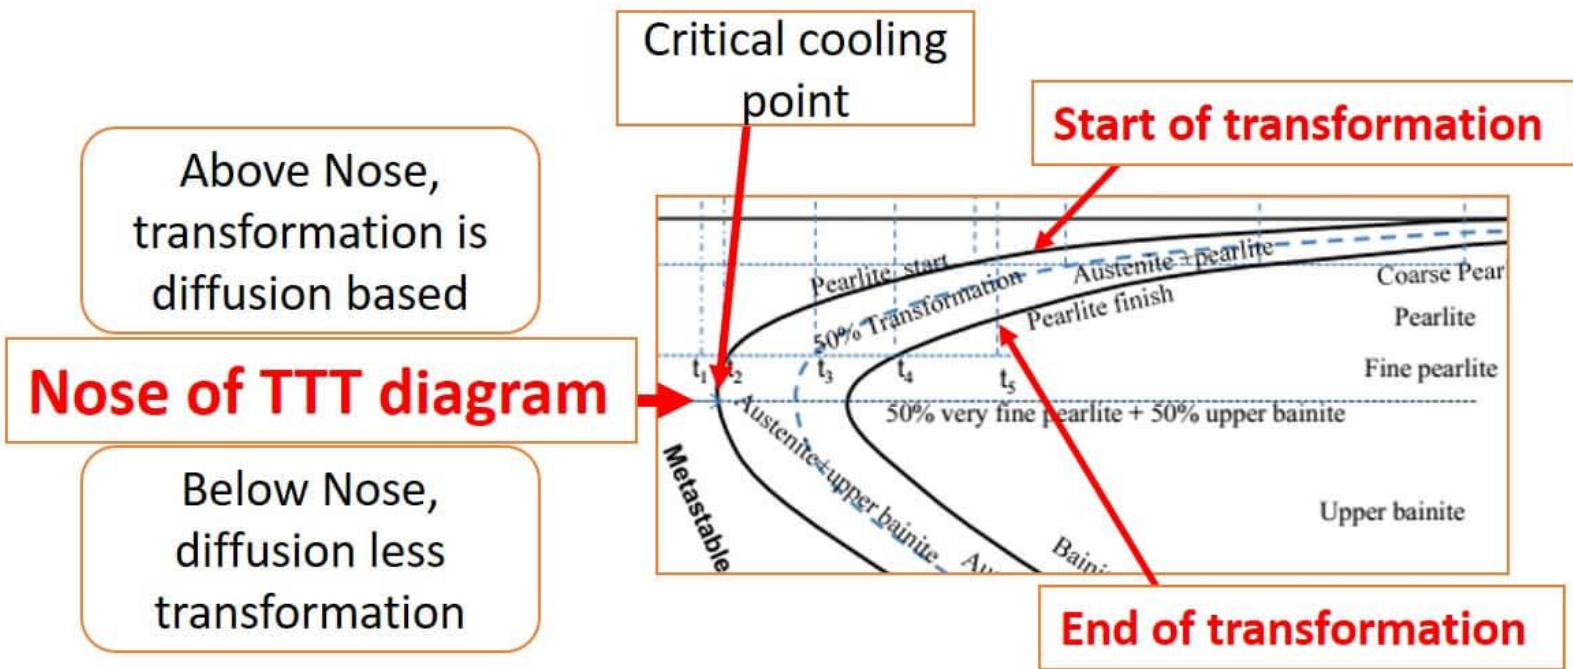 Critical cooling
point
Start of transformation
Above Nose,
transformation is
diffusion based
Nose of TTT diagram
Below Nose,
diffusion less
transformation
Pearlite start
50% Transformation
Austenite +pearlite
Pearlite finish
Coarse Pear
Pearlite
Fine pearlite
t₁ t₂ t₃ t₄ t₅
50% very fine pearlite + 50% upper bainite
Austenite+upper bainite
Metastable
Upper bainite
End of transformation